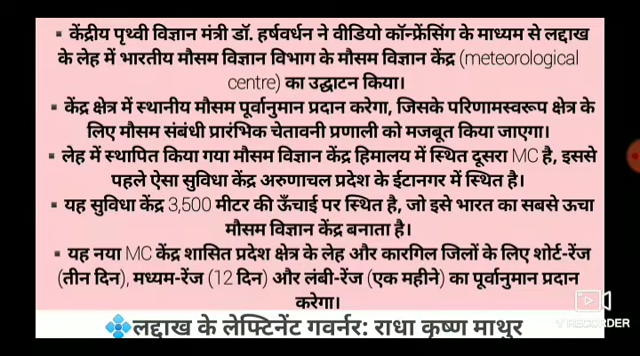 ▪ केंद्रीय पृथ्वी विज्ञान मंत्री डॉ. हर्षवर्धन ने वीडियो कॉन्फ्रेंसिंग के माध्यम से लद्दाख
के लेह में भारतीय मौसम विज्ञान विभाग के मौसम विज्ञान केंद्र (meteorological
centre) का उद्घाटन किया।
▪ केंद्र क्षेत्र में स्थानीय मौसम पूर्वानुमान प्रदान करेगा, जिसके परिणामस्वरूप क्षेत्र के
लिए मौसम संबंधी प्रारंभिक चेतावनी प्रणाली को मजबूत किया जाएगा।
▪ लेह में स्थापित किया गया मौसम विज्ञान केंद्र हिमालय में स्थित दूसरा MC है, इससे
पहले ऐसा सुविधा केंद्र अरुणाचल प्रदेश के ईटानगर में स्थित है।
▪ यह सुविधा केंद्र 3,500 मीटर की ऊँचाई पर स्थित है, जो इसे भारत का सबसे ऊचा
मौसम विज्ञान केंद्र बनाता है।
▪ यह नया MC केंद्र शासित प्रदेश क्षेत्र के लेह और कारगिल जिलों के लिए शोर्ट-रेंज
(तीन दिन), मध्यम-रेंज (12 दिन) और लंबी-रेंज (एक महीने) का पूर्वानुमान प्रदान
करेगा।
लद्दाख के लेफ्टिनेंट गवर्नर: राधा कृष्ण माथुर
RECORDER